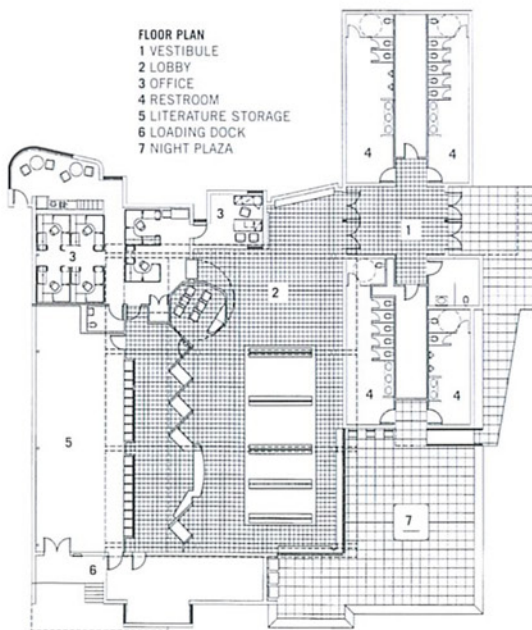 FLOOR PLAN
1 VESTIBULE
2 LOBBY
3 OFFICE
4 RESTROOM
5 LITERATURE STORAGE
6 LOADING DOCK
7 NIGHT PLAZA
4
4
3
1
3
2
4
4
5
7
6